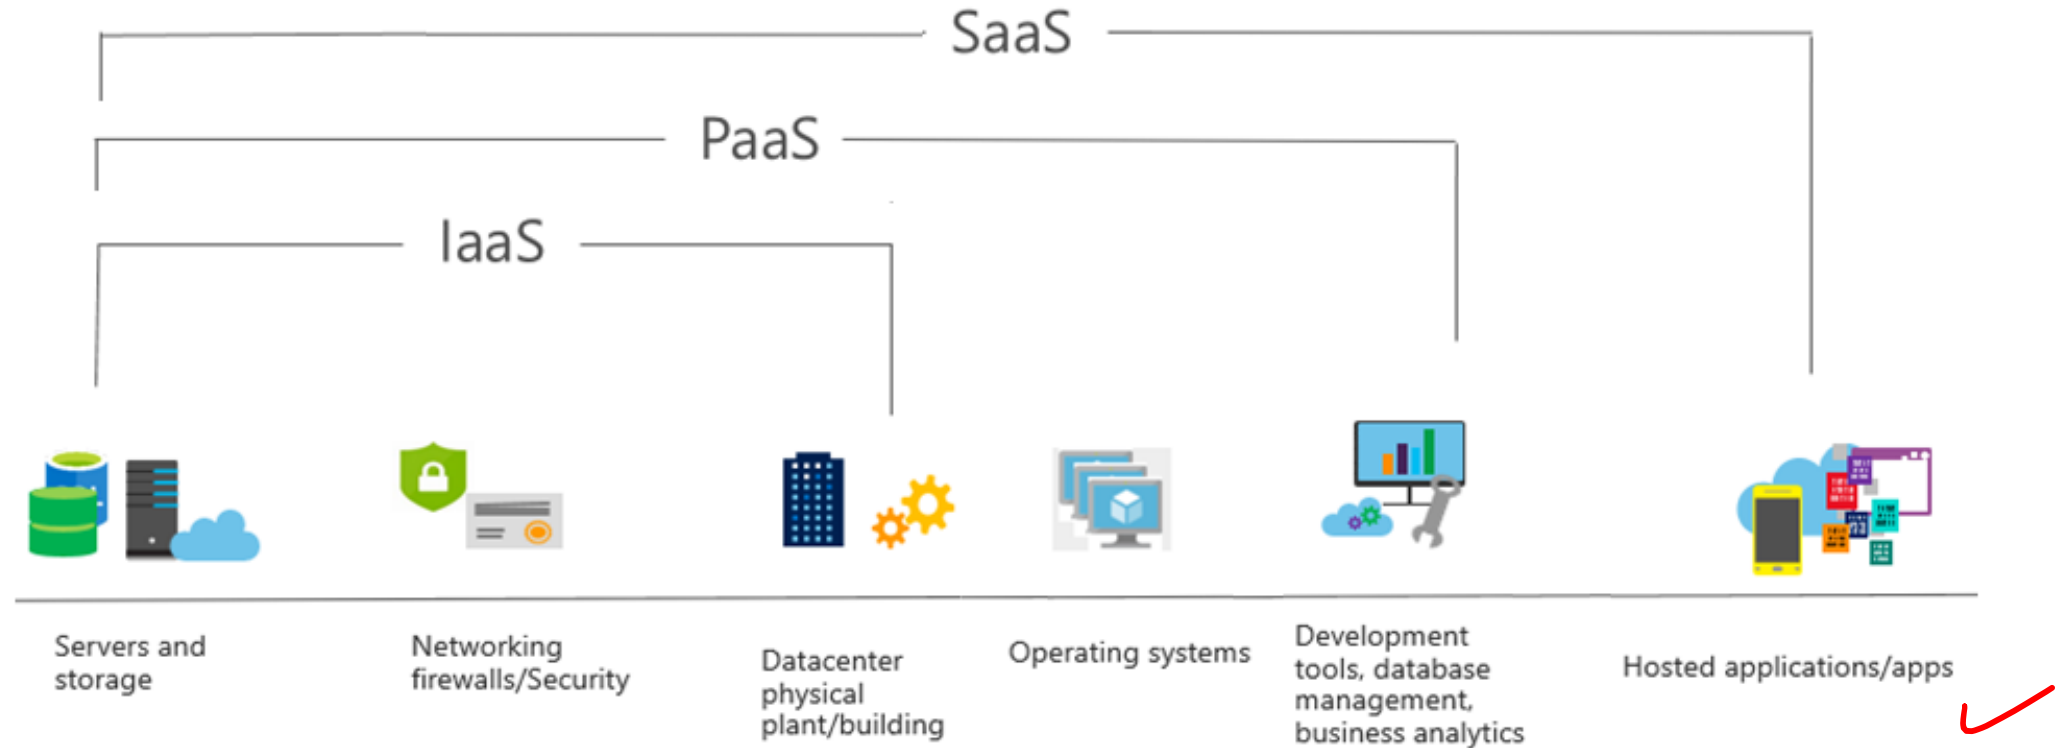 SaaS
PaaS
IaaS
Servers and
storage
Networking
firewalls/Security
Datacenter
physical
plant/building
Operating systems
Development
tools, database
management,
business analytics
Hosted applications/apps